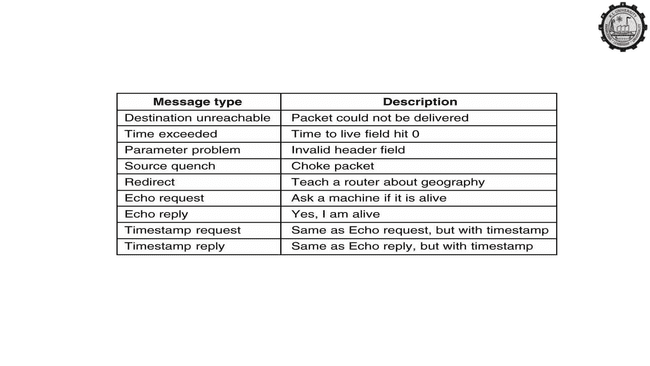 Message type Description
Destination unreachable Packet could not be delivered
Time exceeded Time to live field hit 0
Parameter problem Invalid header field
Source quench Choke packet
Redirect Teach a router about geography
Echo request Ask a machine if it is alive
Echo reply Yes, I am alive
Timestamp request Same as Echo request, but with timestamp
Timestamp reply Same as Echo reply, but with timestamp